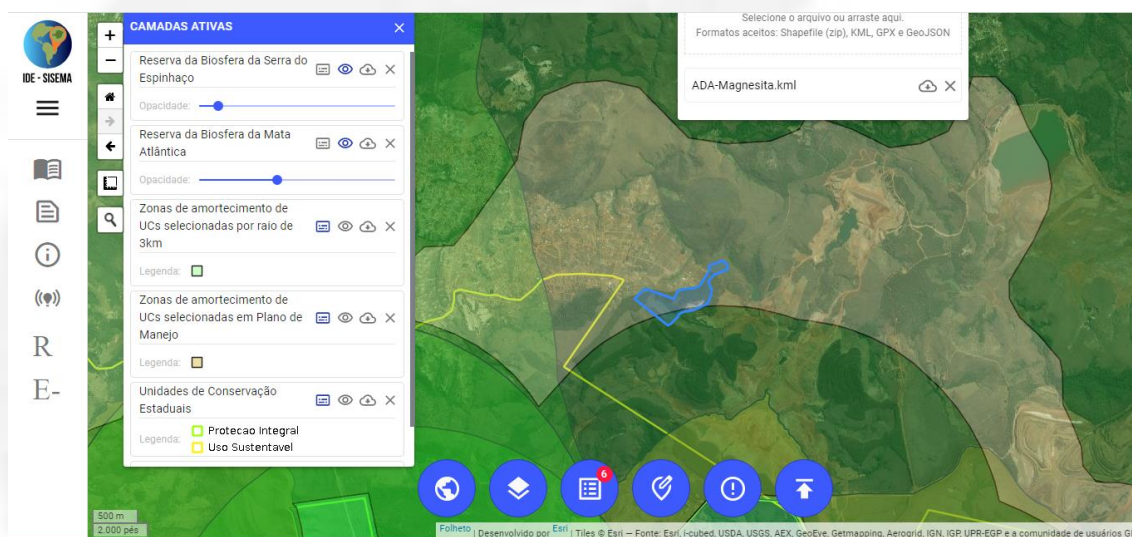 IDE - SISEMA
R
E-
+
−
CAMADAS ATIVAS
Reserva da Biosfera da Serra do
Espinhaço
Opacidade:
Reserva da Biosfera da Mata
Atlântica
Opacidade:
Zonas de amortecimento de
UCs selecionadas por raio de
3km
Legenda:
Zonas de amortecimento de
UCs selecionadas em Plano de
Manejo
Legenda:
Unidades de Conservação
Estaduais
Legenda:
Protecao Integral
Uso Sustentavel
Selecione o arquivo ou arraste aqui.
Formatos aceitos: Shapefile (zip), KML, GPX e GeoJSON
ADA-Magnesita.kml
6
500 m
2.000 pés
Folheto | Desenvolvido por Esri | Tiles © Esri — Fonte: Esri, i-cubed, USDA, USGS, AEX, GeoEye, Getmapping, Aerogrid, IGN, IGP, UPR-EGP e a comunidade de usuários